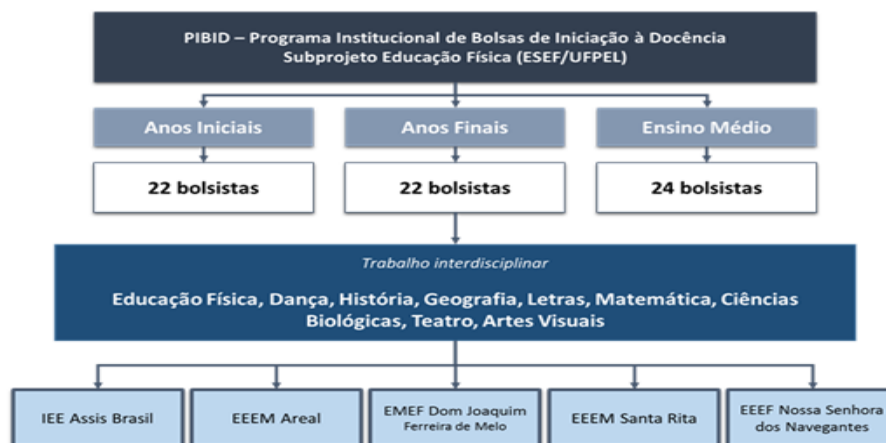 PIBID – Programa Institucional de Bolsas de Iniciação à Docência
Subprojeto Educação Física (ESEF/UFPEL)
Anos Iniciais
Anos Finais
Ensino Médio
22 bolsistas
22 bolsistas
24 bolsistas
Trabalho interdisciplinar
Educação Física, Dança, História, Geografia, Letras, Matemática, Ciências
Biológicas, Teatro, Artes Visuais
IEE Assis Brasil
EEEM Areal
EMEF Dom Joaquim
Ferreira de Melo
EEEM Santa Rita
EEEF Nossa Senhora
dos Navegantes